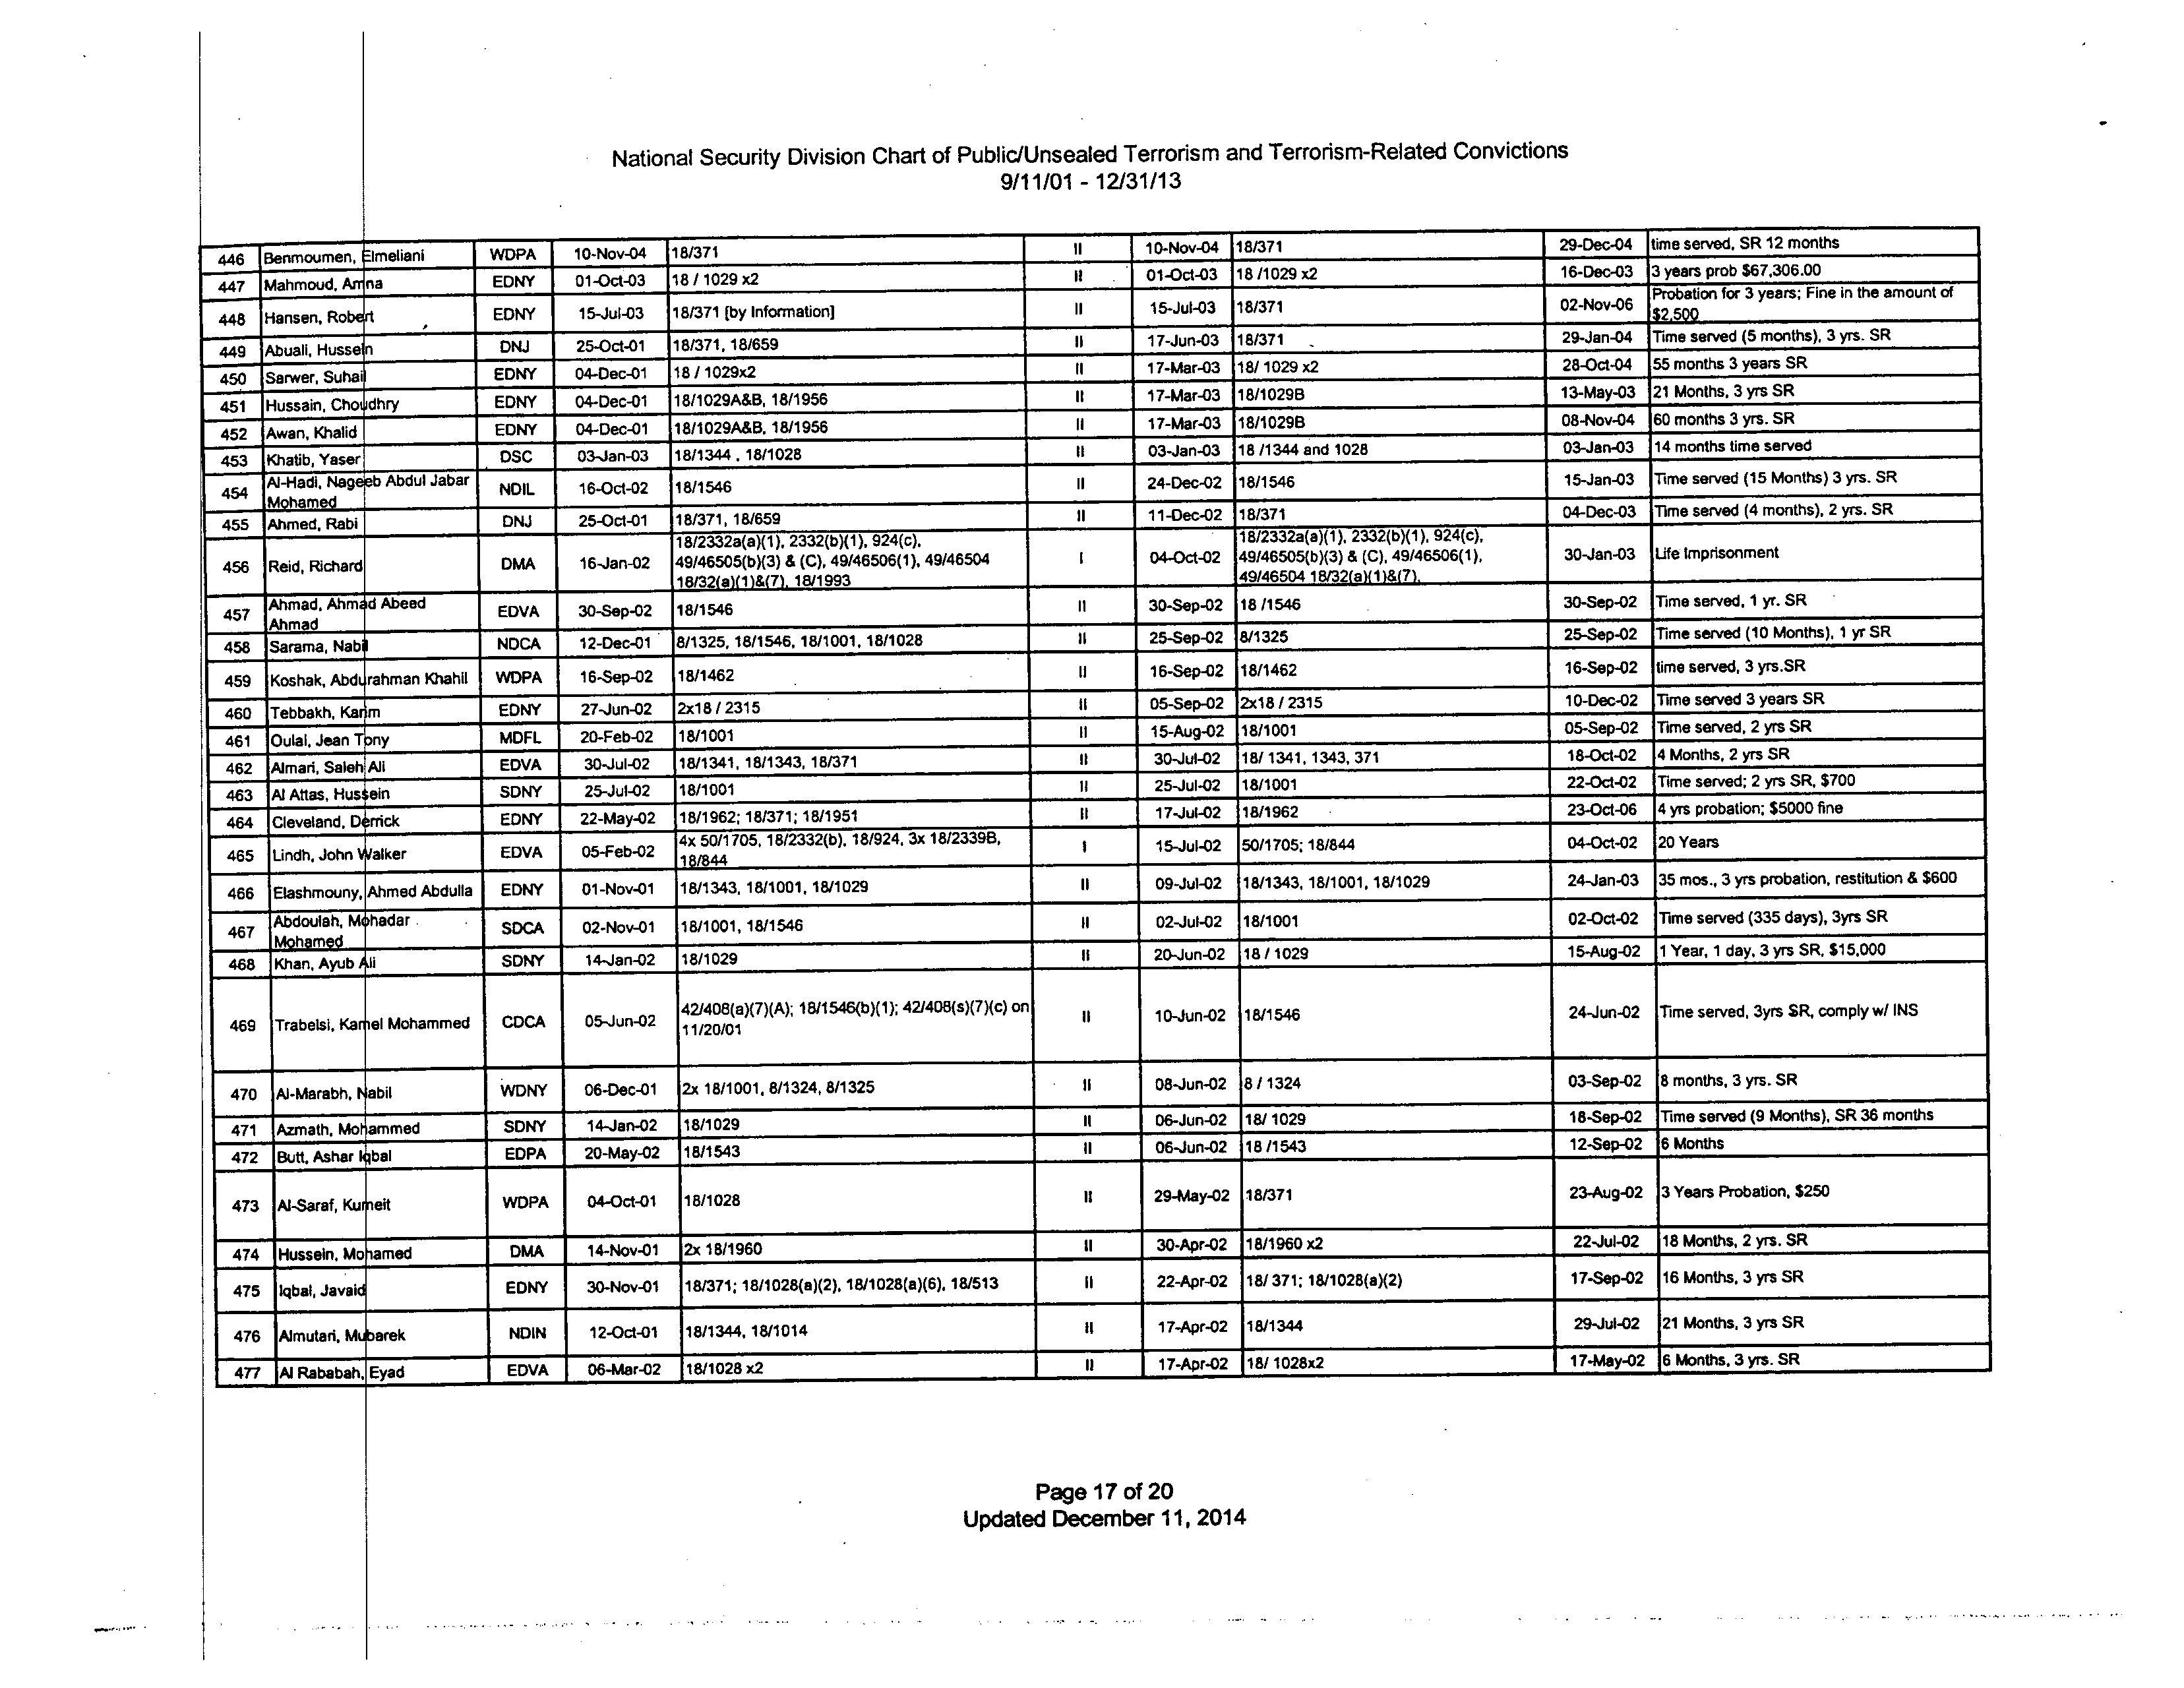 National Security Division Chart of Public/Unsealed Terrorism and Terrorism-Related Convictions
9/11/01 - 12/31/13
446 Benmoumen, Elmeliani WDPA 10-Nov-04 18/371 II 10-Nov-04 18/371 29-Dec-04 time served, SR 12 months
447 Mahmoud, Amna EDNY 01-Oct-03 18 / 1029 x2 II 01-Oct-03 18 /1029 x2 16-Dec-03 3 years prob $67,306.00
448 Hansen, Robert EDNY 15-Jul-03 18/371 [by Information] II 15-Jul-03 18/371 02-Nov-06 Probation for 3 years; Fine in the amount of
$2,500
449 Abuali, Hussein DNJ 25-Oct-01 18/371, 18/659 II 17-Jun-03 18/371 29-Jan-04 Time served (5 months), 3 yrs. SR
450 Sarwer, Suhail EDNY 04-Dec-01 18 / 1029x2 II 17-Mar-03 18/ 1029 x2 28-Oct-04 55 months 3 years SR
451 Hussain, Choudhry EDNY 04-Dec-01 18/1029A&B, 18/1956 II 17-Mar-03 18/1029B 13-May-03 21 Months, 3 yrs SR
452 Awan, Khalid EDNY 04-Dec-01 18/1029A&B, 18/1956 II 17-Mar-03 18/1029B 08-Nov-04 60 months 3 yrs. SR
453 Khatib, Yaser DSC 03-Jan-03 18/1344 , 18/1028 II 03-Jan-03 18 /1344 and 1028 03-Jan-03 14 months time served
454 Al-Hadi, Nageeb Abdul Jabar
Mohamed NDIL 16-Oct-02 18/1546 II 24-Dec-02 18/1546 15-Jan-03 Time served (15 Months) 3 yrs. SR
455 Ahmed, Rabi DNJ 25-Oct-01 18/371, 18/659 II 11-Dec-02 18/371 04-Dec-03 Time served (4 months), 2 yrs. SR
456 Reid, Richard DMA 16-Jan-02 18/2332a(a)(1), 2332(b)(1), 924(c),
49/46505(b)(3) & (C), 49/46506(1), 49/46504
18/32(a)(1)&(7), 18/1993 I 04-Oct-02 18/2332a(a)(1), 2332(b)(1), 924(c),
49/46505(b)(3) & (C), 49/46506(1),
49/46504 18/32(a)(1)&(7), 30-Jan-03 Life Imprisonment
457 Ahmad, Ahmad Abeed
Ahmad EDVA 30-Sep-02 18/1546 II 30-Sep-02 18 /1546 30-Sep-02 Time served, 1 yr. SR
458 Sarama, Nabil NDCA 12-Dec-01 8/1325, 18/1546, 18/1001, 18/1028 II 25-Sep-02 8/1325 25-Sep-02 Time served (10 Months), 1 yr SR
459 Koshak, Abdurahman Khahil WDPA 16-Sep-02 18/1462 II 16-Sep-02 18/1462 16-Sep-02 time served, 3 yrs.SR
460 Tebbakh, Karim EDNY 27-Jun-02 2x18 / 2315 II 05-Sep-02 2x18 / 2315 10-Dec-02 Time served 3 years SR
461 Oulai, Jean Tony MDFL 20-Feb-02 18/1001 II 15-Aug-02 18/1001 05-Sep-02 Time served, 2 yrs SR
462 Almari, Saleh Ali EDVA 30-Jul-02 18/1341, 18/1343, 18/371 II 30-Jul-02 18/ 1341, 1343, 371 18-Oct-02 4 Months, 2 yrs SR
463 Al Attas, Hussein SDNY 25-Jul-02 18/1001 II 25-Jul-02 18/1001 22-Oct-02 Time served; 2 yrs SR, $700
464 Cleveland, Derrick EDNY 22-May-02 18/1962; 18/371; 18/1951 II 17-Jul-02 18/1962 23-Oct-06 4 yrs probation; $5000 fine
465 Lindh, John Walker EDVA 05-Feb-02 4x 50/1705, 18/2332(b), 18/924, 3x 18/2339B,
18/844 I 15-Jul-02 50/1705; 18/844 04-Oct-02 20 Years
466 Elashmouny, Ahmed Abdulla EDNY 01-Nov-01 18/1343, 18/1001, 18/1029 II 09-Jul-02 18/1343, 18/1001, 18/1029 24-Jan-03 35 mos., 3 yrs probation, restitution & $600
467 Abdoulah, Mohadar
Mohamed SDCA 02-Nov-01 18/1001, 18/1546 II 02-Jul-02 18/1001 02-Oct-02 Time served (335 days), 3yrs SR
468 Khan, Ayub Ali SDNY 14-Jan-02 18/1029 II 20-Jun-02 18 / 1029 15-Aug-02 1 Year, 1 day, 3 yrs SR, $15,000
469 Trabelsi, Kamel Mohammed CDCA 05-Jun-02 42/408(a)(7)(A); 18/1546(b)(1); 42/408(s)(7)(c) on
11/20/01 II 10-Jun-02 18/1546 24-Jun-02 Time served, 3yrs SR, comply w/ INS
470 Al-Marabh, Nabil WDNY 06-Dec-01 2x 18/1001, 8/1324, 8/1325 II 08-Jun-02 8 / 1324 03-Sep-02 8 months, 3 yrs. SR
471 Azmath, Mohammed SDNY 14-Jan-02 18/1029 II 06-Jun-02 18/ 1029 18-Sep-02 Time served (9 Months), SR 36 months
472 Butt, Ashar Iqbal EDPA 20-May-02 18/1543 II 06-Jun-02 18 /1543 12-Sep-02 6 Months
473 Al-Saraf, Kumeit WDPA 04-Oct-01 18/1028 II 29-May-02 18/371 23-Aug-02 3 Years Probation, $250
474 Hussein, Mohamed DMA 14-Nov-01 2x 18/1960 II 30-Apr-02 18/1960 x2 22-Jul-02 18 Months, 2 yrs. SR
475 Iqbal, Javaid EDNY 30-Nov-01 18/371; 18/1028(a)(2), 18/1028(a)(6), 18/513 II 22-Apr-02 18/ 371; 18/1028(a)(2) 17-Sep-02 16 Months, 3 yrs SR
476 Almutari, Mubarek NDIN 12-Oct-01 18/1344, 18/1014 II 17-Apr-02 18/1344 29-Jul-02 21 Months, 3 yrs SR
477 Al Rababah, Eyad EDVA 06-Mar-02 18/1028 x2 II 17-Apr-02 18/ 1028x2 17-May-02 6 Months, 3 yrs. SR
Page 17 of 20
Updated December 11, 2014